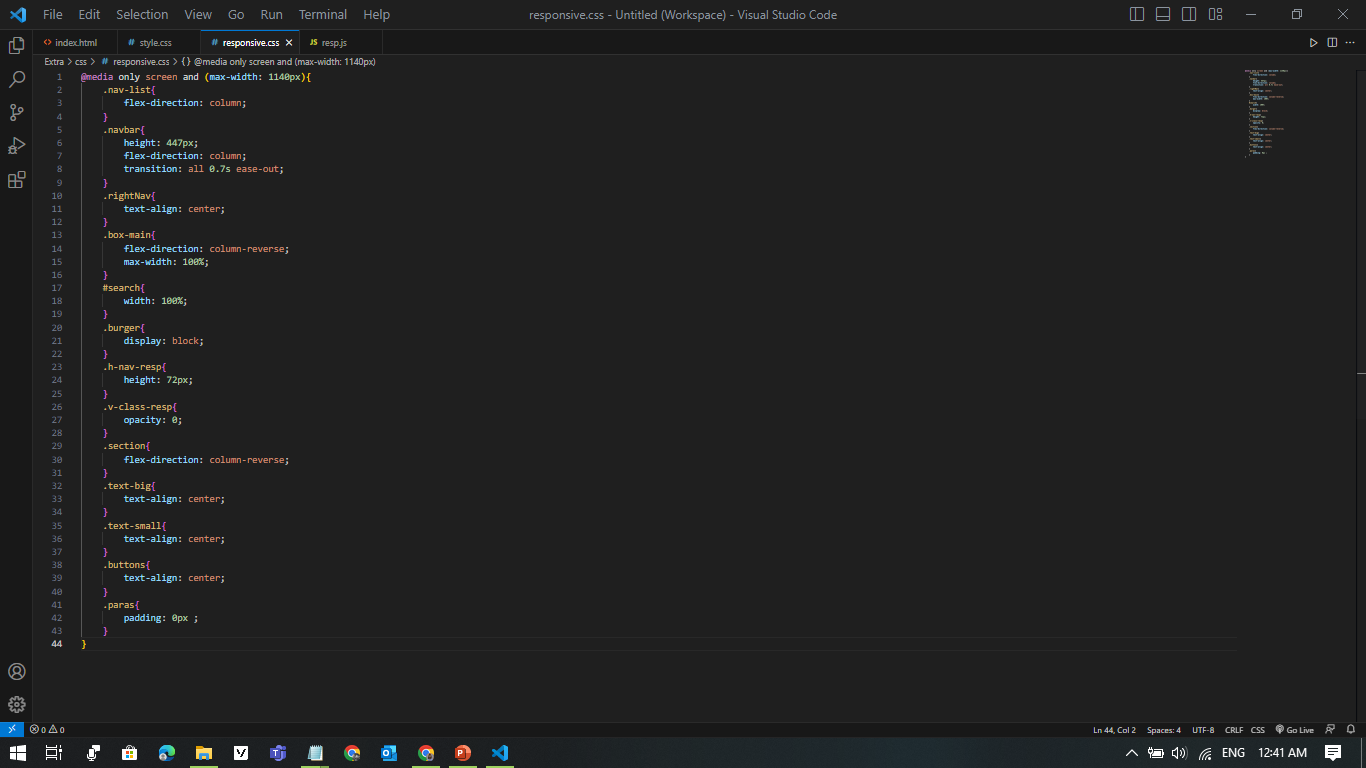 File Edit Selection View Go Run Terminal Help responsive.css - Untitled (Workspace) - Visual Studio Code
<> index.html # style.css # responsive.css JS resp.js
Extra > css > # responsive.css > {} @media only screen and (max-width: 1140px)
1 @media only screen and (max-width: 1140px){
2 .nav-list{
3 flex-direction: column;
4 }
5 .navbar{
6 height: 447px;
7 flex-direction: column;
8 transition: all 0.7s ease-out;
9 }
10 .rightNav{
11 text-align: center;
12 }
13 .box-main{
14 flex-direction: column-reverse;
15 max-width: 100%;
16 }
17 #search{
18 width: 100%;
19 }
20 .burger{
21 display: block;
22 }
23 .h-nav-resp{
24 height: 72px;
25 }
26 .v-class-resp{
27 opacity: 0;
28 }
29 .section{
30 flex-direction: column-reverse;
31 }
32 .text-big{
33 text-align: center;
34 }
35 .text-small{
36 text-align: center;
37 }
38 .buttons{
39 text-align: center;
40 }
41 .paras{
42 padding: 0px ;
43 }
44 }
0 0 Ln 44, Col 2 Spaces: 4 UTF-8 CRLF CSS Go Live
ENG 12:41 AM